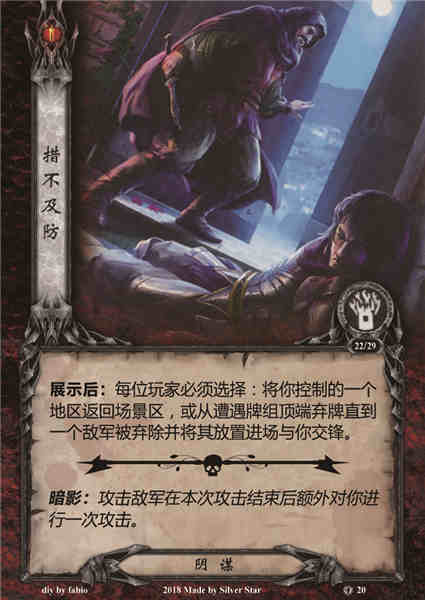 措不及防
22/29
展示后：每位玩家必须选择：将你控制的一个
地区返回场景区，或从遭遇牌组顶端弃牌直到
一个敌军被弃除并将其放置进场与你交锋。
暗影：攻击敌军在本次攻击结束后额外对你进
行一次攻击。
阴谋
diy by fabio
2018 Made by Silver Star
20